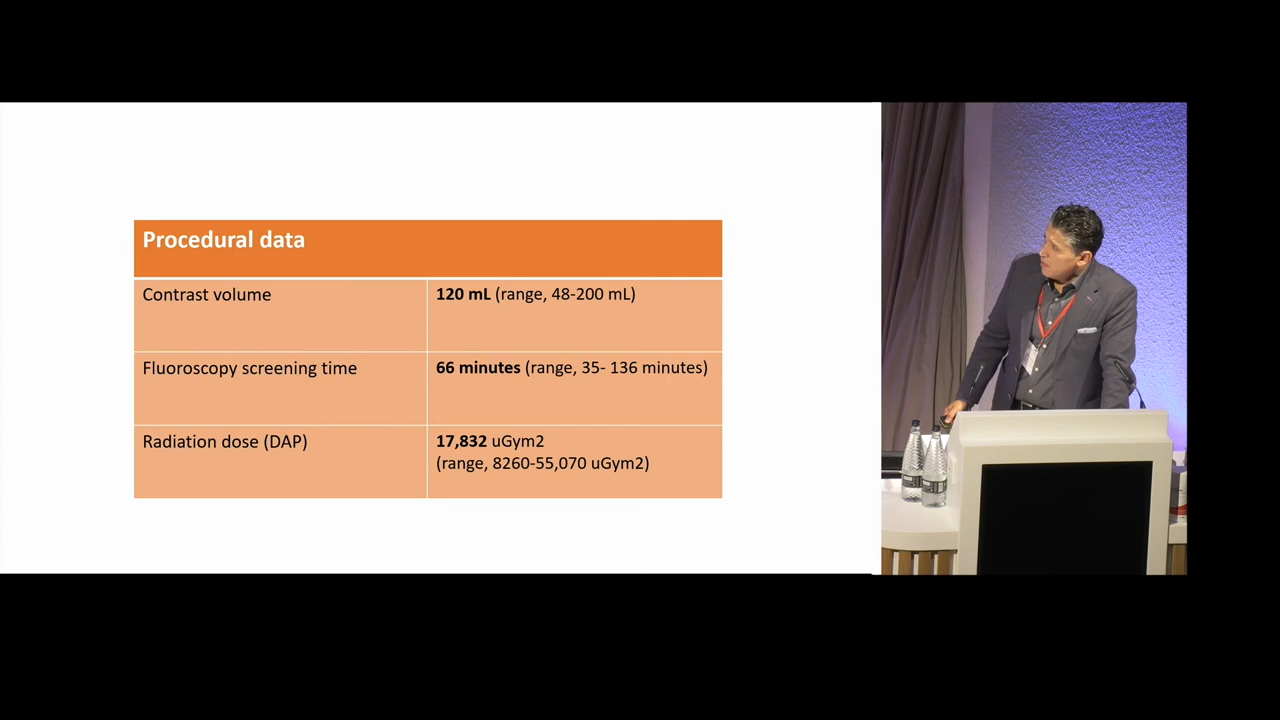 Procedural data
Contrast volume
120 mL (range, 48-200 mL)
Fluoroscopy screening time
66 minutes (range, 35- 136 minutes)
Radiation dose (DAP)
17,832 uGym2
(range, 8260-55,070 uGym2)